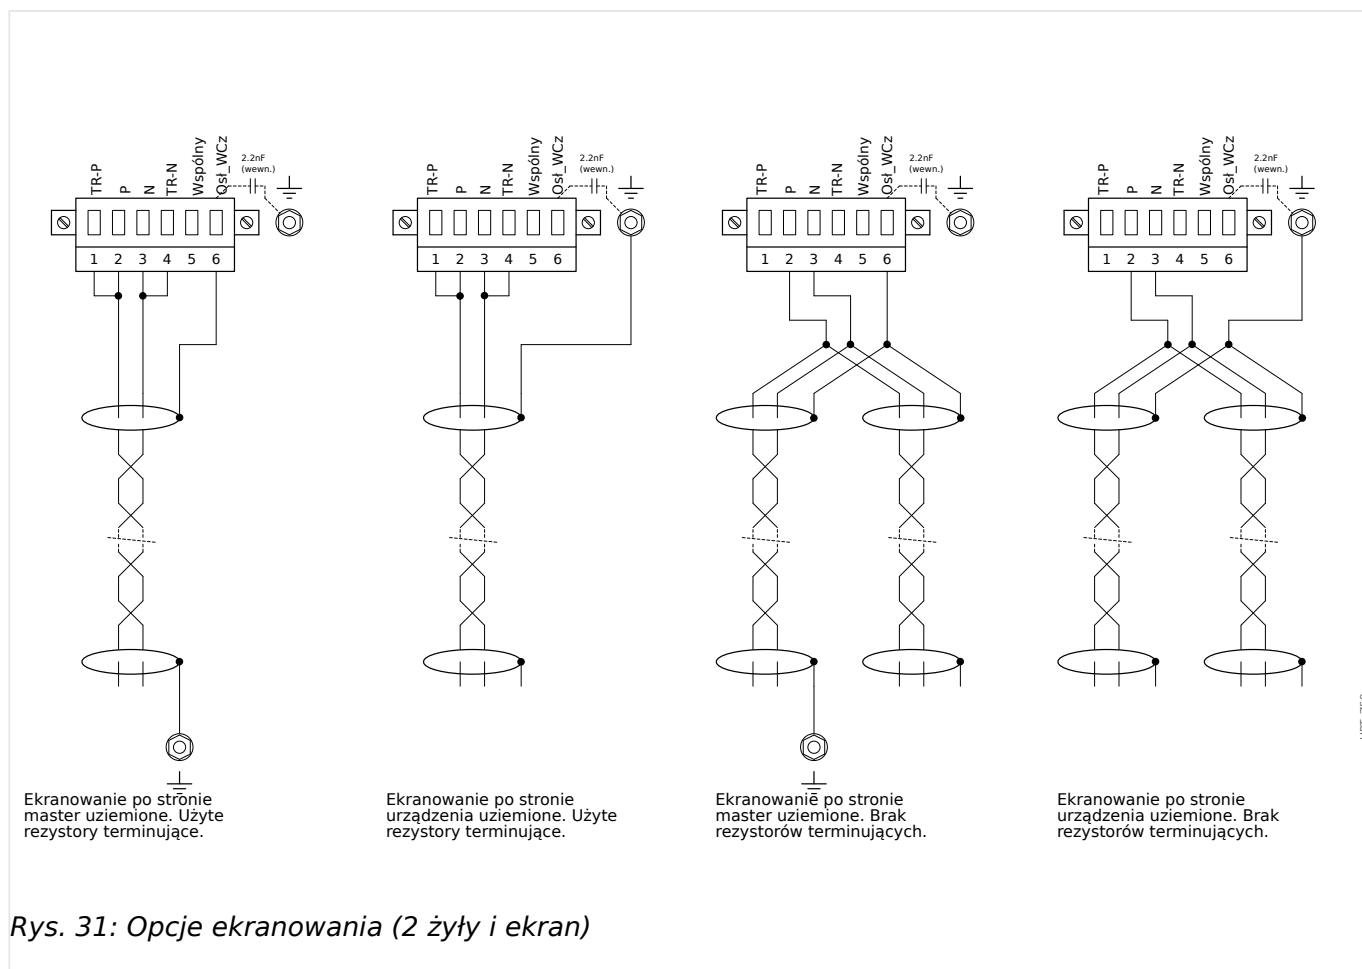 TR-P P N TR-N Wspólny Osł_WCz 2.2nF (wewn.)
1 2 3 4 5 6
TR-P P N TR-N Wspólny Osł_WCz 2.2nF (wewn.)
1 2 3 4 5 6
TR-P P N TR-N Wspólny Osł_WCz 2.2nF (wewn.)
1 2 3 4 5 6
TR-P P N TR-N Wspólny Osł_WCz 2.2nF (wewn.)
1 2 3 4 5 6
Ekranowanie po stronie
master uziemione. Użyte
rezystory terminujące.
Ekranowanie po stronie
urządzenia uziemione. Użyte
rezystory terminujące.
Ekranowanie po stronie
master uziemione. Brak
rezystorów terminujących.
Ekranowanie po stronie
urządzenia uziemione. Brak
rezystorów terminujących.
Rys. 31: Opcje ekranowania (2 żyły i ekran)